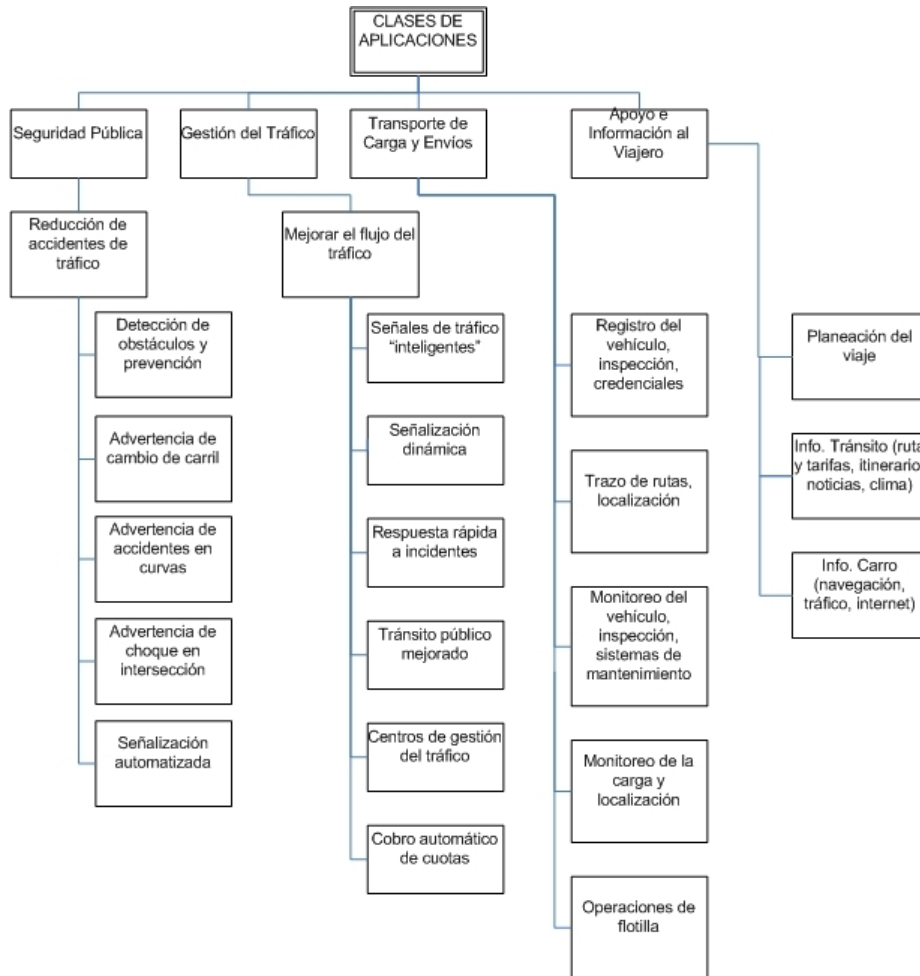 CLASES DE
APLICACIONES
Seguridad Pública
Gestión del Tráfico
Transporte de
Carga y Envíos
Apoyo e
Información al
Viajero
Reducción de
accidentes de
tráfico
Mejorar el flujo del
tráfico
Detección de
obstáculos y
prevención
Advertencia de
cambio de carril
Advertencia de
accidentes en
curvas
Advertencia de
choque en
intersección
Señalización
automatizada
Señales de tráfico
"inteligentes"
Señalización
dinámica
Respuesta rápida
a incidentes
Tránsito público
mejorado
Centros de gestión
del tráfico
Cobro automático
de cuotas
Registro del
vehículo,
inspección,
credenciales
Trazo de rutas,
localización
Monitoreo del
vehículo,
inspección,
sistemas de
mantenimiento
Monitoreo de la
carga y
localización
Operaciones de
flotilla
Planeación del
viaje
Info. Tránsito (ruta
y tarifas, itinerario
noticias, clima)
Info. Carro
(navegación,
tráfico, internet)